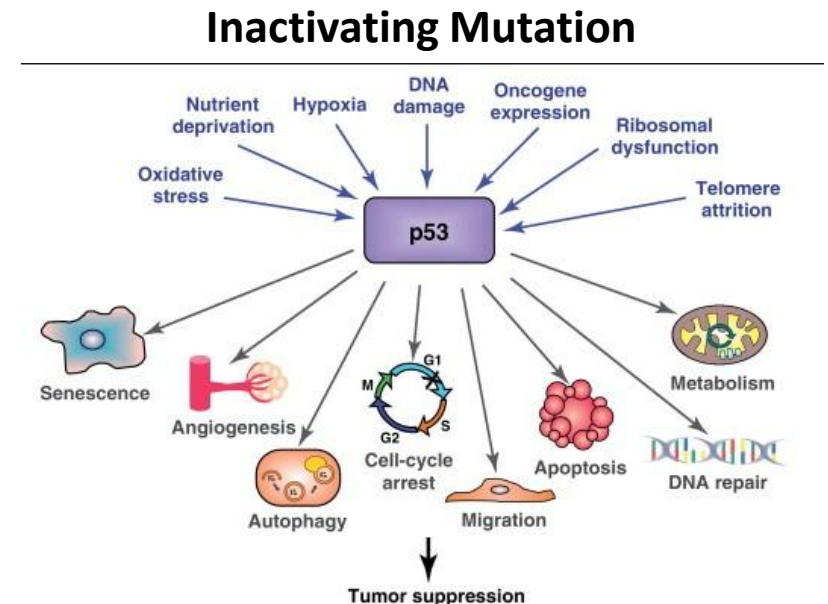 Inactivating Mutation
Nutrient
deprivation
Hypoxia
DNA
damage
Oncogene
expression
Ribosomal
dysfunction
Oxidative
stress
Telomere
attrition
p53
Senescence
Angiogenesis
Autophagy
G1
M
S
G2
Cell-cycle
arrest
Migration
Apoptosis
Metabolism
DNA repair
Tumor suppression